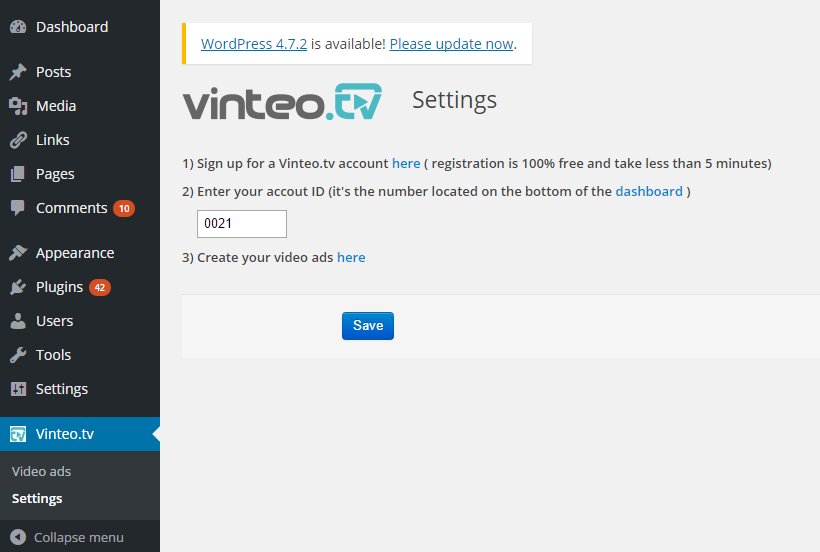 Dashboard
Posts
Media
Links
Pages
Comments 10
Appearance
Plugins 42
Users
Tools
Settings
Vinteo.tv
Video ads
Settings
Collapse menu
WordPress 4.7.2 is available! Please update now.
vinteo.tv Settings
1) Sign up for a Vinteo.tv account here ( registration is 100% free and take less than 5 minutes)
2) Enter your accout ID (it's the number located on the bottom of the dashboard )
0021
3) Create your video ads here
Save